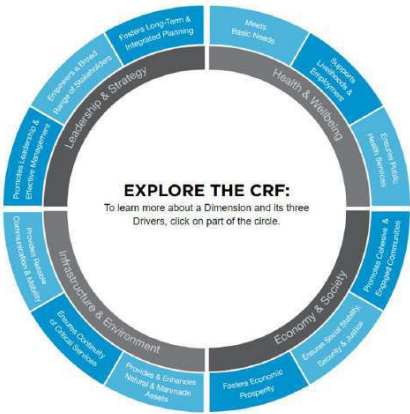 EXPLORE THE CRF:
To learn more about a Dimension and its three
Drivers, click on part of the circle.
Health & Wellbeing
Meets
Basic Needs
Supports
Livelihoods &
Employment
Ensures Public
Health Services
Economy & Society
Promotes Cohesive &
Engaged Communities
Ensures Social Stability,
Security & Justice
Fosters Economic
Prosperity
Infrastructure & Environment
Provides & Enhances
Natural & Manmade
Assets
Ensures Continuity
of Critical Services
Provides Reliable
Communication & Mobility
Leadership & Strategy
Promotes Leadership &
Effective Management
Empowers A Broad
Range of Stakeholders
Fosters Long-Term &
Integrated Planning